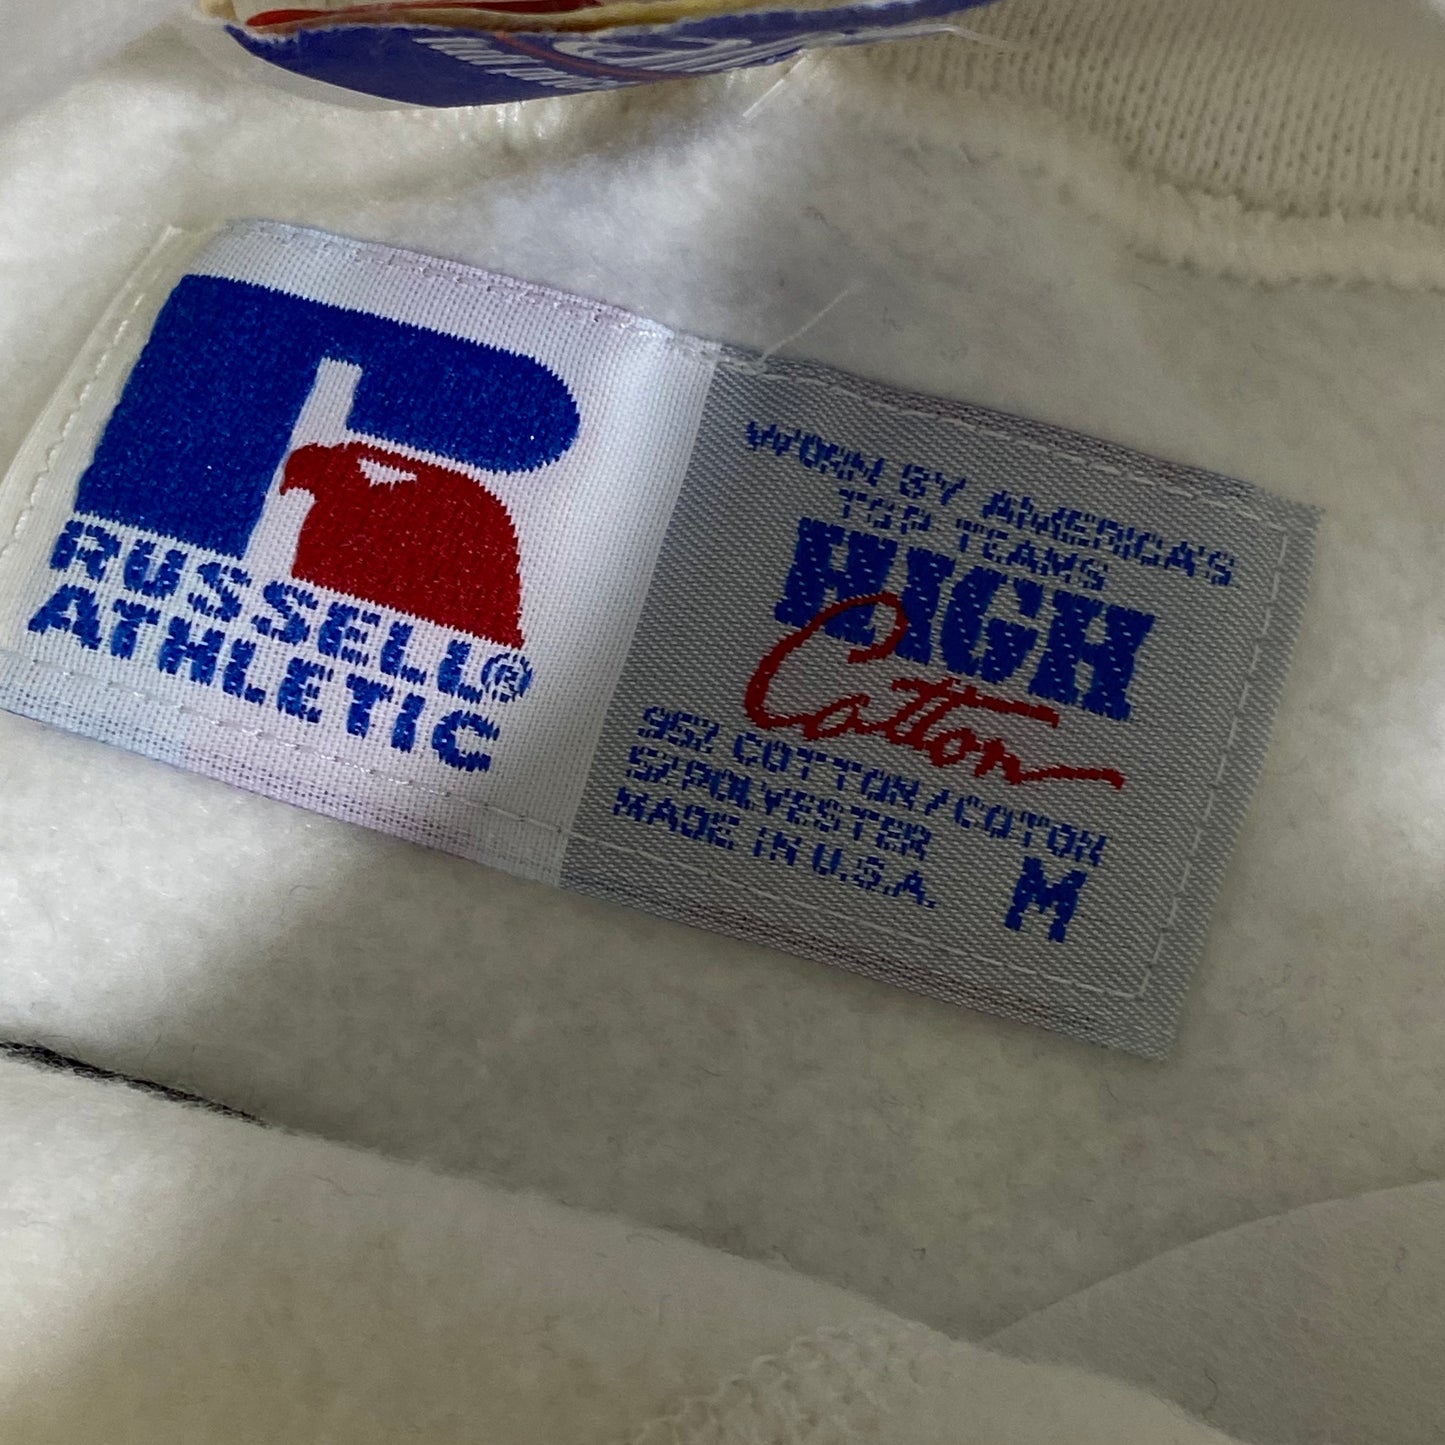 RUSSELL®
ATHLETIC
WORN BY AMERICA'S
TOP TEAMS
HIGH
Cotton
95% COTTON/COTON
5% POLYESTER
MADE IN U.S.A.
M